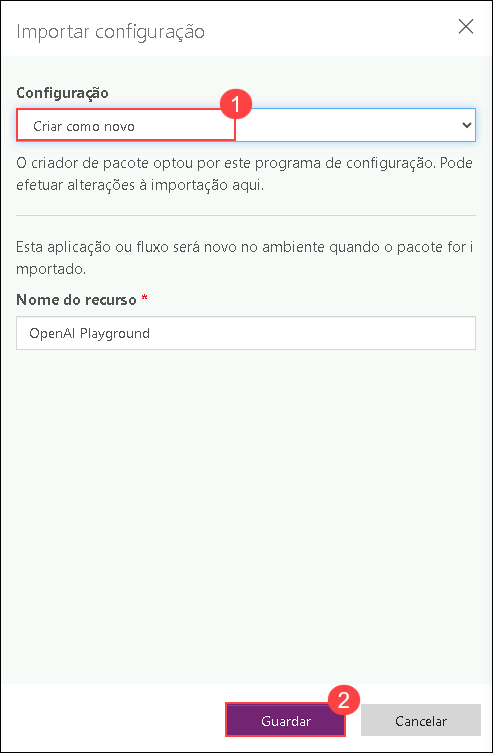 Importar configuração
Configuração
1
Criar como novo
O criador de pacote optou por este programa de configuração. Pode
efetuar alterações à importação aqui.
Esta aplicação ou fluxo será novo no ambiente quando o pacote for i
mportado.
Nome do recurso *
OpenAI Playground
2
Guardar
Cancelar